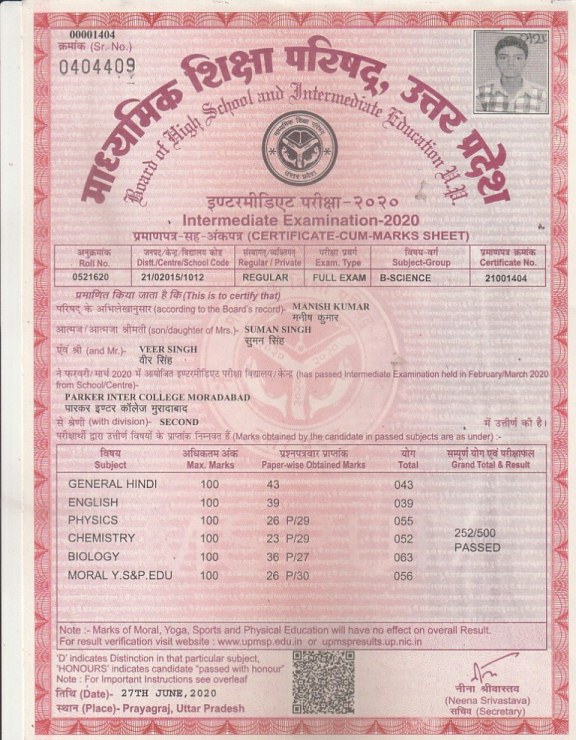 00001404
क्रमांक (Sr. No.)
0404409
माध्यमिक शिक्षा परिषद्, उत्तर प्रदेश
Board of High School and Intermediate Education U.P.
इण्टरमीडिएट परीक्षा-२०२०
Intermediate Examination-2020
प्रमाणपत्र-सह-अंकपत्र (CERTIFICATE-CUM-MARKS SHEET)
अनुक्रमांक जनपद/केन्द्र/विद्यालय कोड संस्थागत/व्यक्तिगत परीक्षा प्रकार विषय-वर्ग प्रमाणपत्र क्रमांक
Roll No. Distt./Centre/School Code Regular / Private Exam. Type Subject-Group Certificate No.
0521620 21/02015/1012 REGULAR FULL EXAM B-SCIENCE 21001404
प्रमाणित किया जाता है कि (This is to certify that)
परिषद् के अभिलेखानुसार (according to the Board's record)- MANISH KUMAR
मनीष कुमार
आत्मज/आत्मजा श्रीमती (son/daughter of Mrs.)- SUMAN SINGH
सुमन सिंह
एंव श्री (and Mr.)- VEER SINGH
वीर सिंह
ने फरवरी/मार्च 2020 में आयोजित इण्टरमीडिएट परीक्षा विद्यालय/केन्द्र (has passed Intermediate Examination held in February/March 2020
from School/Centre)-
PARKER INTER COLLEGE MORADABAD
पारकर इण्टर कॉलेज मुरादाबाद
से श्रेणी (with division)- SECOND में उत्तीर्ण की है।
परीक्षार्थी द्वारा उत्तीर्ण विषयों के प्राप्तांक निम्नवत हैं (Marks obtained by the candidate in passed subjects are as under) :-
विषय अधिकतम अंक प्रश्नपत्रवार प्राप्तांक योग सम्पूर्ण योग एवं परीक्षाफल
Subject Max. Marks Paper-wise Obtained Marks Total Grand Total & Result
GENERAL HINDI 100 43 043
ENGLISH 100 39 039
PHYSICS 100 26 P/29 055
CHEMISTRY 100 23 P/29 052 252/500
PASSED
BIOLOGY 100 36 P/27 063
MORAL Y.S&P.EDU 100 26 P/30 056
Note :- Marks of Moral, Yoga, Sports and Physical Education will have no effect on overall Result.
For result verification visit website : www.upmsp.edu.in or upmspresults.up.nic.in
'D' indicates Distinction in that particular subject,
'HONOURS' indicates candidate "passed with honour"
Note : For Important Instructions see overleaf
तिथि (Date)- 27TH JUNE,2020
स्थान (Place)- Prayagraj, Uttar Pradesh
नीना श्रीवास्तव
(Neena Srivastava)
सचिव (Secretary)